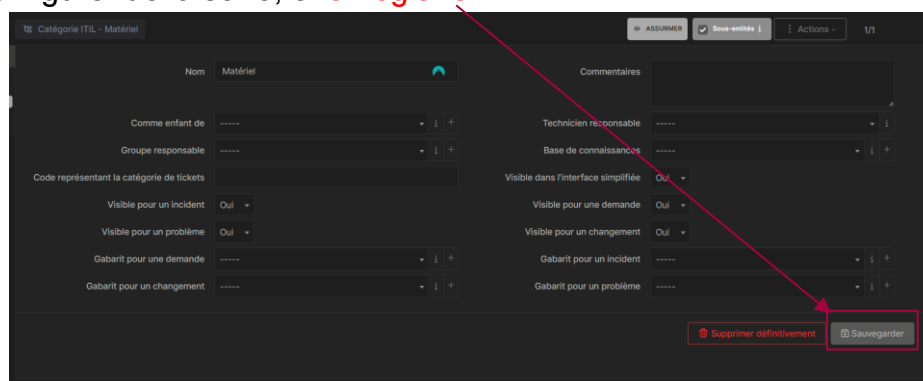 Catégorie ITIL - Matériel
ASSURMER
Sous-entités i
Actions
1/1
Nom Matériel
Commentaires
Comme enfant de ----- i +
Technicien responsable ----- i
Groupe responsable ----- i +
Base de connaissances ----- i +
Code représentant la catégorie de tickets
Visible dans l'interface simplifiée Oui
Visible pour un incident Oui
Visible pour une demande Oui
Visible pour un problème Oui
Visible pour un changement Oui
Gabarit pour une demande ----- i +
Gabarit pour un incident ----- i +
Gabarit pour un changement ----- i +
Gabarit pour un problème ----- i +
Supprimer définitivement
Sauvegarder